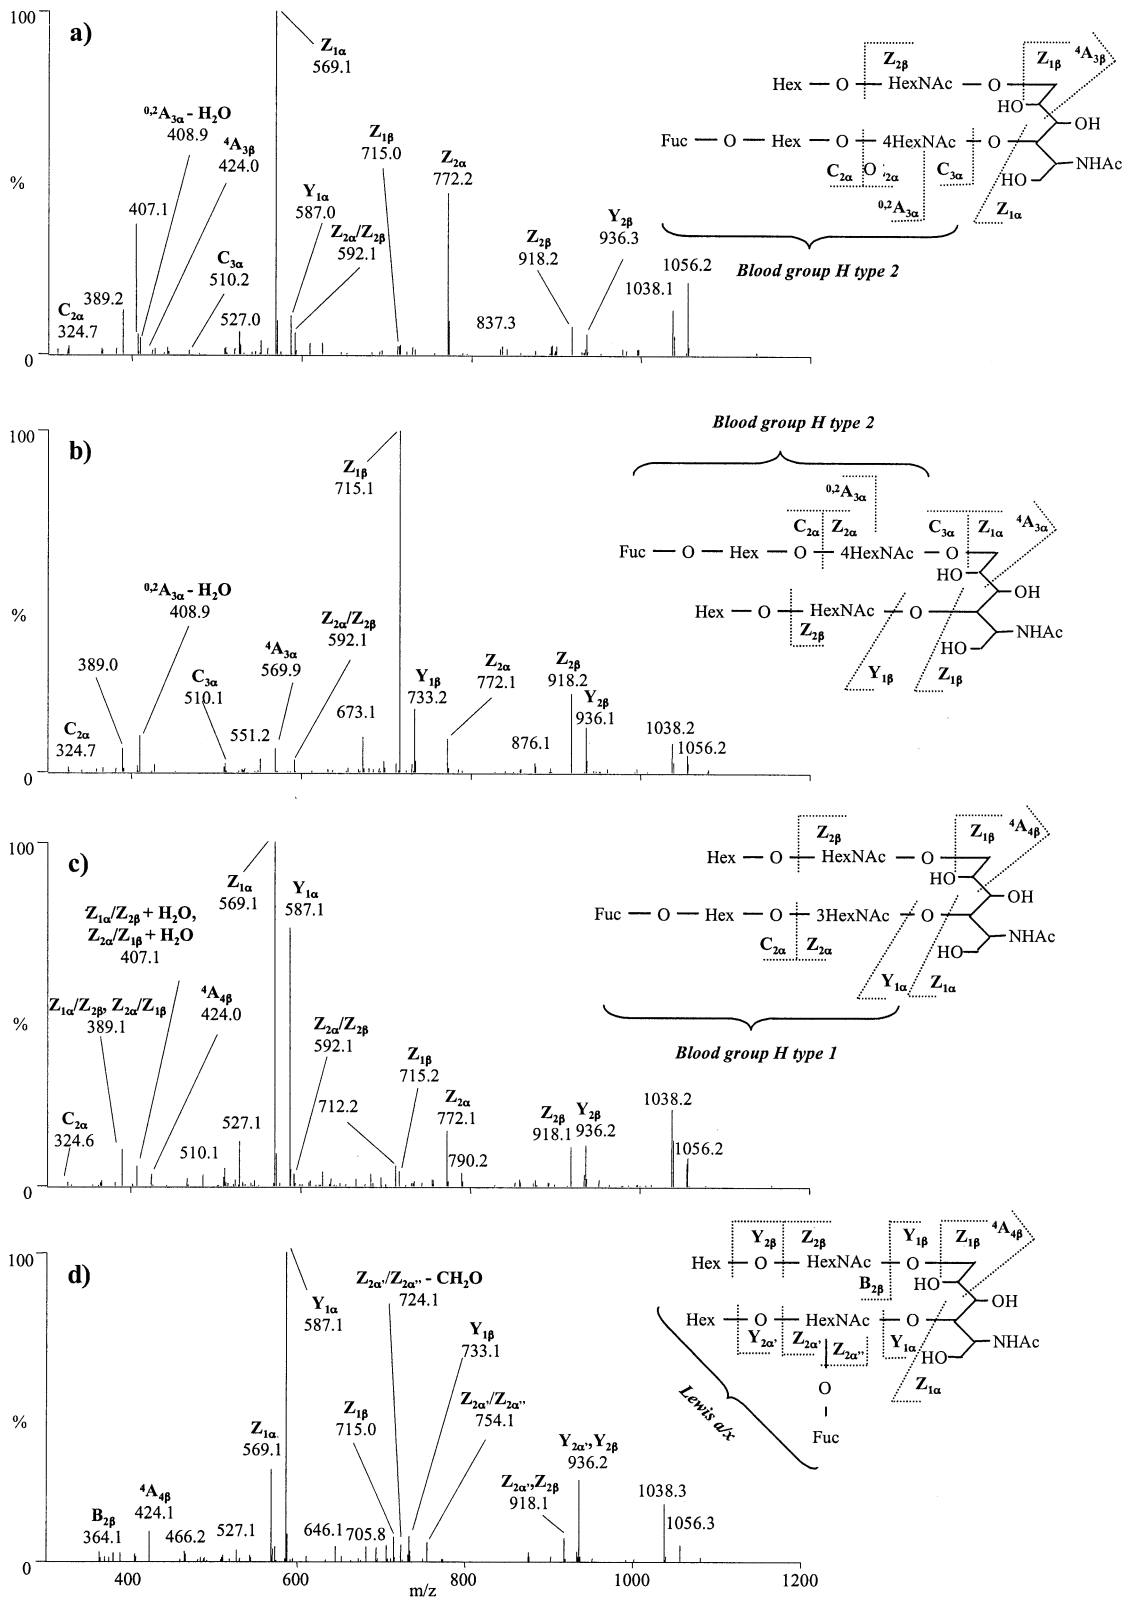 a)
100
%
0
C2α
324.7
389.2
407.1
0,2A3α - H2O
408.9
4A3β
424.0
C3α
510.2
527.0
Z1α
569.1
Y1α
587.0
Z2α/Z2β
592.1
Z1β
715.0
Z2α
772.2
837.3
Z2β
918.2
Y2β
936.3
1038.1
1056.2
Z2β
Z1β
4A3β
Hex — O — HexNAc — O
HO
OH
Fuc — O — Hex — O — 4HexNAc — O
NHAc
HO
C2α
O
2α
C3α
0,2A3α
Z1α
Blood group H type 2
b)
100
%
0
C2α
324.7
389.0
0,2A3α - H2O
408.9
C3α
510.1
551.2
4A3α
569.9
Z2α/Z2β
592.1
673.1
Z1β
715.1
Y1β
733.2
Z2α
772.1
876.1
Z2β
918.2
Y2β
936.1
1038.2
1056.2
Blood group H type 2
0,2A3α
C2α
Z2α
C3α
Z1α
4A3α
Fuc — O — Hex — O — 4HexNAc — O
HO
OH
Hex — O — HexNAc — O
NHAc
HO
Z2β
Y1β
Z1β
c)
100
%
0
C2α
324.6
Z1α/Z2β, Z2α/Z1β
389.1
Z1α/Z2β + H2O,
Z2α/Z1β + H2O
407.1
4A4β
424.0
510.1
527.1
Z1α
569.1
Y1α
587.1
Z2α/Z2β
592.1
712.2
Z1β
715.2
Z2α
772.1
790.2
Z2β
918.1
Y2β
936.2
1038.2
1056.2
Z2β
Z1β
4A4β
Hex — O — HexNAc — O
HO
OH
Fuc — O — Hex — O — 3HexNAc — O
NHAc
HO
C2α
Z2α
Y1α
Z1α
Blood group H type 1
d)
100
%
0
B2β
364.1
4A4β
424.1
466.2
527.1
Z1α
569.1
Y1α
587.1
646.1
705.8
Z1β
715.0
Z2α'/Z2α'' - CH2O
724.1
Y1β
733.1
Z2α'/Z2α''
754.1
Z2α',Z2β
918.1
Y2α',Y2β
936.2
1038.3
1056.3
Y2β
Z2β
Y1β
Z1β
4A4β
Hex — O — HexNAc — O
B2β
HO
OH
Hex — O — HexNAc — O
NHAc
HO
Y2α'
Z2α'
Z2α''
Y1α
Z1α
O
Fuc
Lewis a/x
400
600
800
1000
1200
m/z